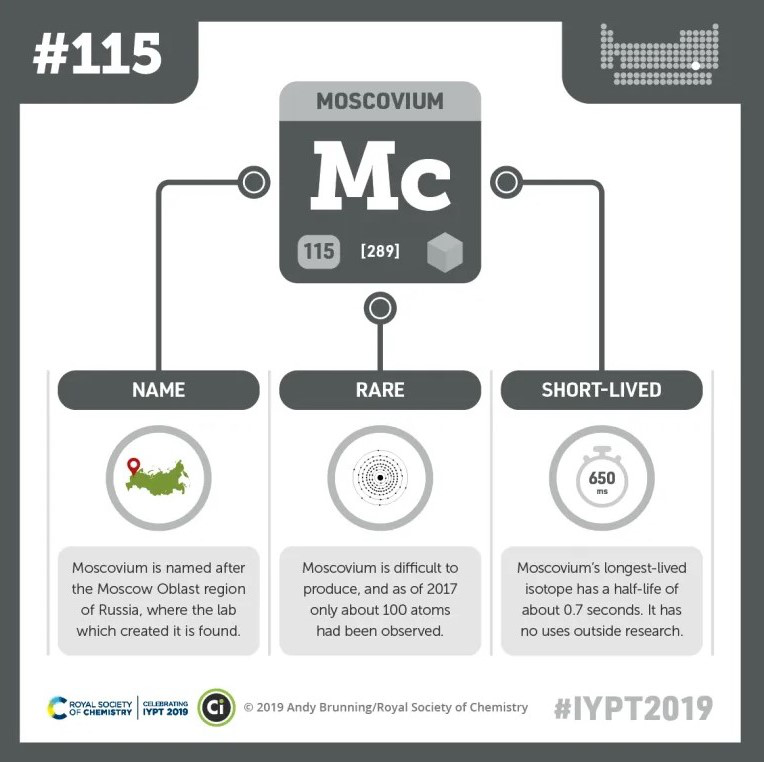 #115
MOSCOVIUM
Mc
115 [289]
NAME
RARE
SHORT-LIVED
650
ms
Moscovium is named after
the Moscow Oblast region
of Russia, where the lab
which created it is found.
Moscovium is difficult to
produce, and as of 2017
only about 100 atoms
had been observed.
Moscovium's longest-lived
isotope has a half-life of
about 0.7 seconds. It has
no uses outside research.
ROYAL SOCIETY
OF CHEMISTRY
CELEBRATING
IYPT 2019
Ci
© 2019 Andy Brunning/Royal Society of Chemistry
#IYPT2019